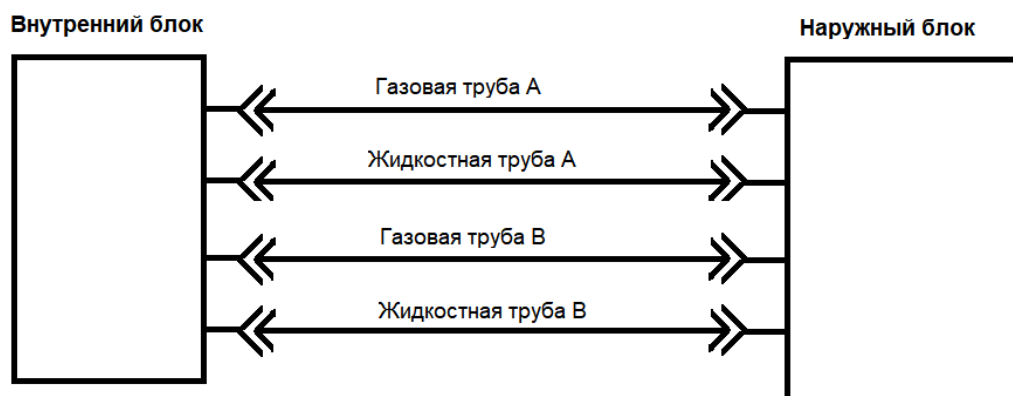 Внутренний блок
Наружный блок
Газовая труба А
Жидкостная труба А
Газовая труба В
Жидкостная труба В